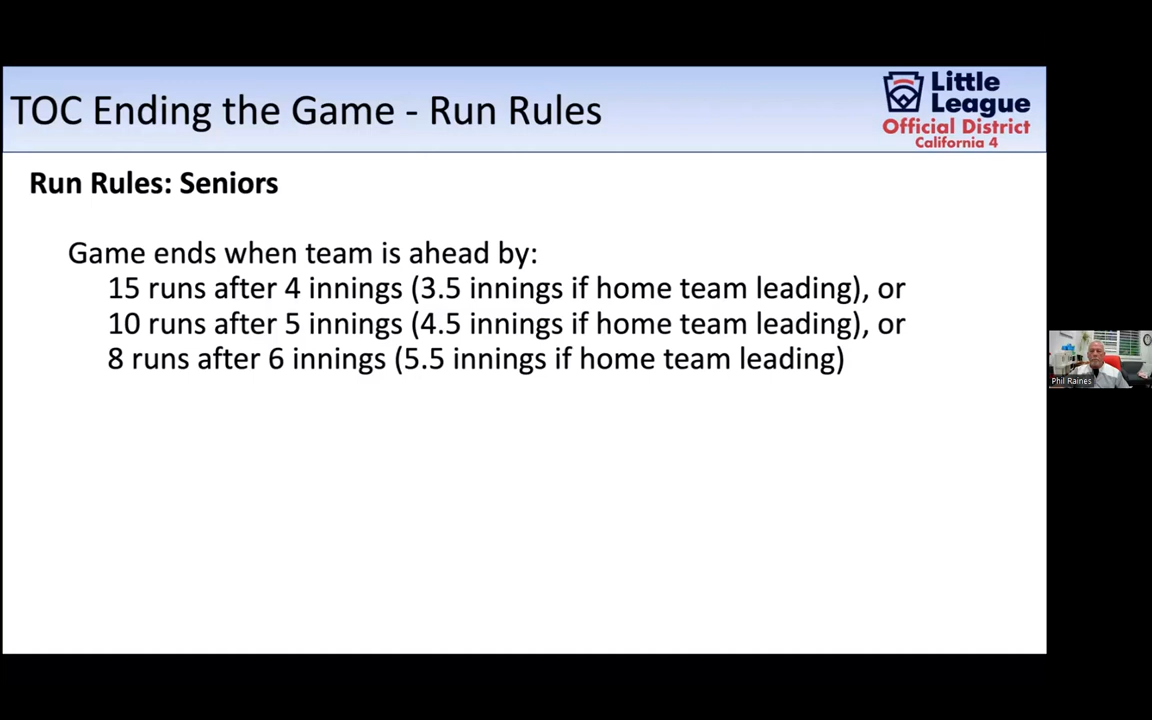 TOC Ending the Game - Run Rules
Little
League
Official District
California 4
Run Rules: Seniors
Game ends when team is ahead by:
15 runs after 4 innings (3.5 innings if home team leading), or
10 runs after 5 innings (4.5 innings if home team leading), or
8 runs after 6 innings (5.5 innings if home team leading)
Phil Raines